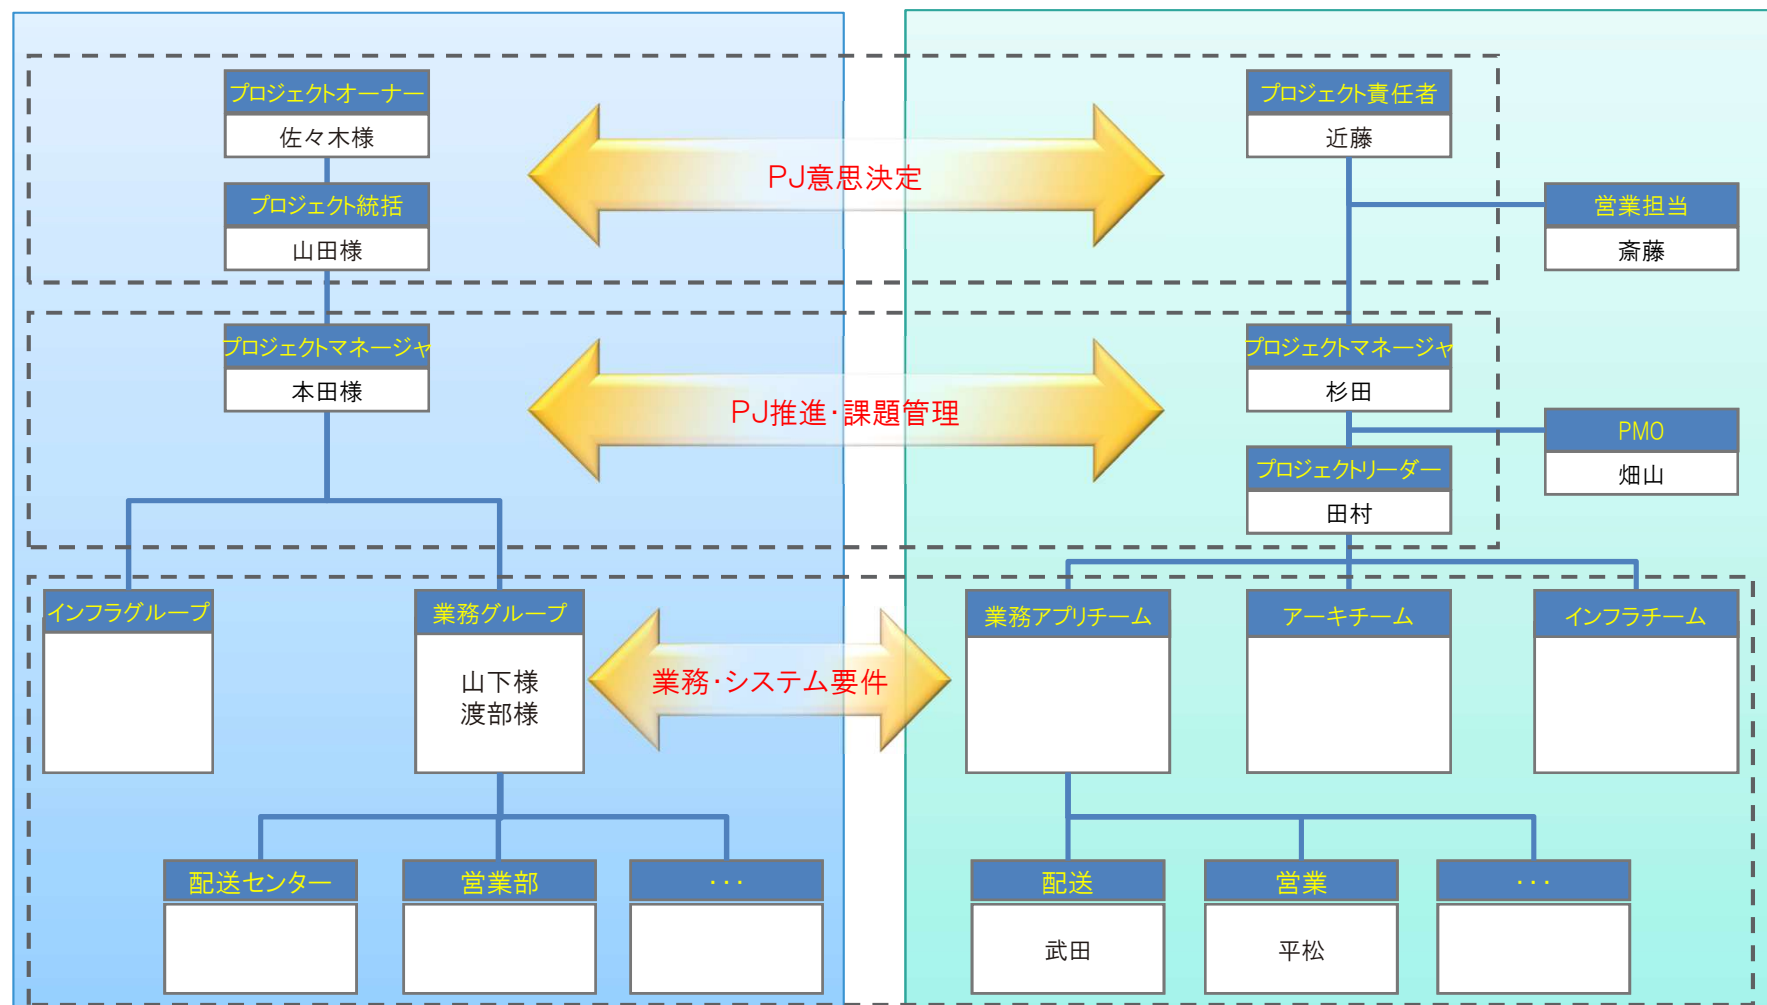 プロジェクトオーナー
佐々木様
プロジェクト統括
山田様
PJ意思決定
プロジェクト責任者
近藤
営業担当
斎藤
プロジェクトマネージャ
本田様
PJ推進・課題管理
プロジェクトマネージャ
杉田
PMO
畑山
プロジェクトリーダー
田村
インフラグループ
業務グループ
山下様
渡部様
業務・システム要件
業務アプリチーム
アーキチーム
インフラチーム
配送センター
営業部
・・・
配送
武田
営業
平松
・・・